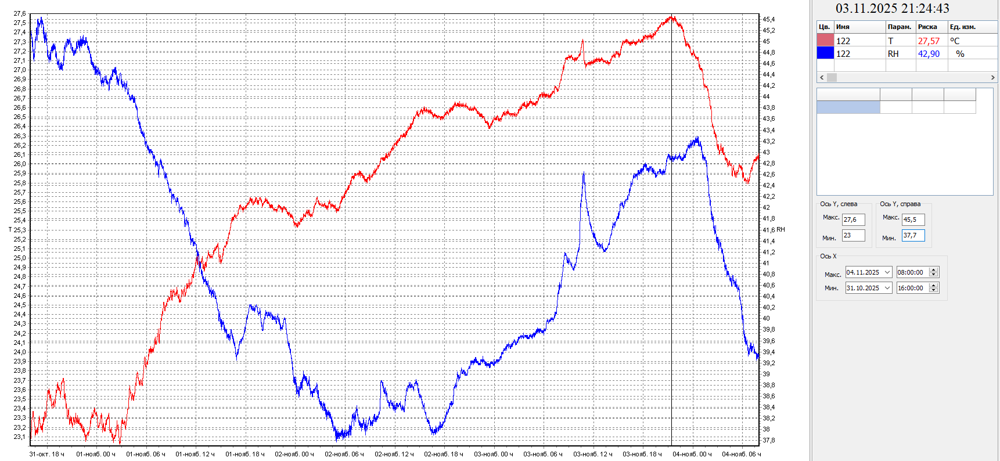 27,6
27,5
27,4
27,3
27,2
27,1
27,0
26,9
26,8
26,7
26,6
26,5
26,4
26,3
26,2
26,1
26,0
25,9
25,8
25,7
25,6
25,5
25,4
T 25,3
25,2
25,1
25,0
24,9
24,8
24,7
24,6
24,5
24,4
24,3
24,2
24,1
24,0
23,9
23,8
23,7
23,6
23,5
23,4
23,3
23,2
23,1
31-окт. 18 ч
01-нояб. 00 ч
01-нояб. 06 ч
01-нояб. 12 ч
01-нояб. 18 ч
02-нояб. 00 ч
02-нояб. 06 ч
02-нояб. 12 ч
02-нояб. 18 ч
03-нояб. 00 ч
03-нояб. 06 ч
03-нояб. 12 ч
03-нояб. 18 ч
04-нояб. 00 ч
04-нояб. 06 ч
45,4
45,2
45
44,8
44,6
44,4
44,2
44
43,8
43,6
43,4
43,2
43
42,8
42,6
42,4
42,2
42
41,8
41,6 RH
41,4
41,2
41
40,8
40,6
40,4
40,2
40
39,8
39,6
39,4
39,2
39
38,8
38,6
38,4
38,2
38
37,8
03.11.2025 21:24:43
Цв. Имя Парам. Риска Ед. изм.
122 T 27,57 °C
122 RH 42,90 %
Ось Y, слева
Макс. 27,6
Мин. 23
Ось Y, справа
Макс. 45,5
Мин. 37,7
Ось X
Макс. 04.11.2025 08:00:00
Мин. 31.10.2025 16:00:00